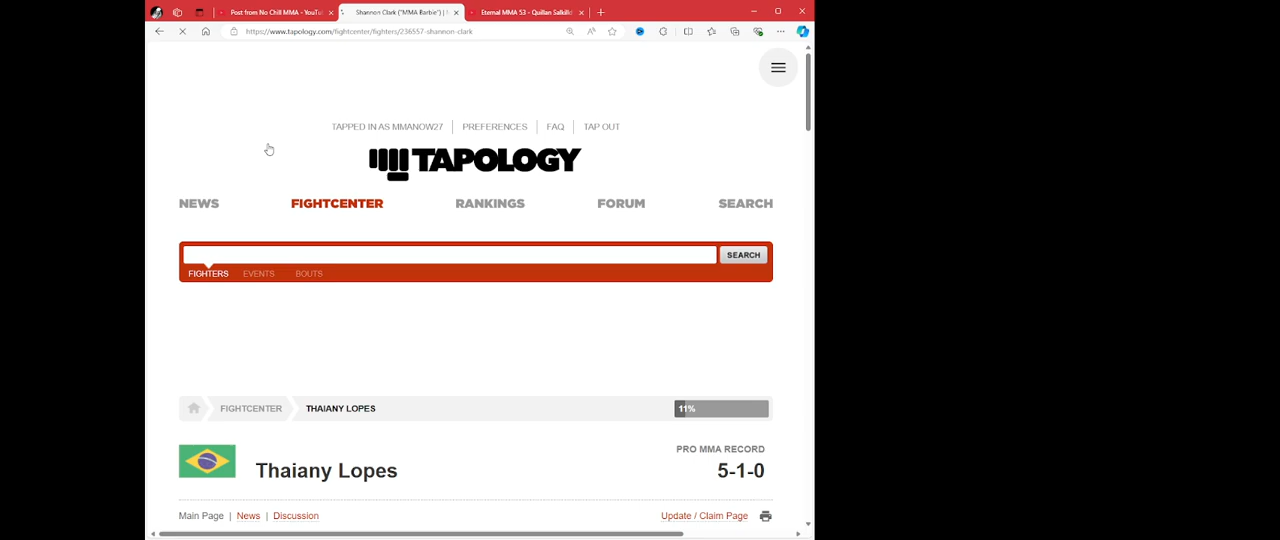 Post from No Chill MMA - YouTu
Shannon Clark ("MMA Barbie") |
Eternal MMA 53 - Quillan Salkilld
https://www.tapology.com/fightcenter/fighters/236557-shannon-clark
TAPPED IN AS MMANOW27 PREFERENCES FAQ TAP OUT
TAPOLOGY
NEWS FIGHTCENTER RANKINGS FORUM SEARCH
SEARCH
FIGHTERS EVENTS BOUTS
FIGHTCENTER THAIANY LOPES 11%
PRO MMA RECORD
Thaiany Lopes 5-1-0
Main Page | News | Discussion Update / Claim Page